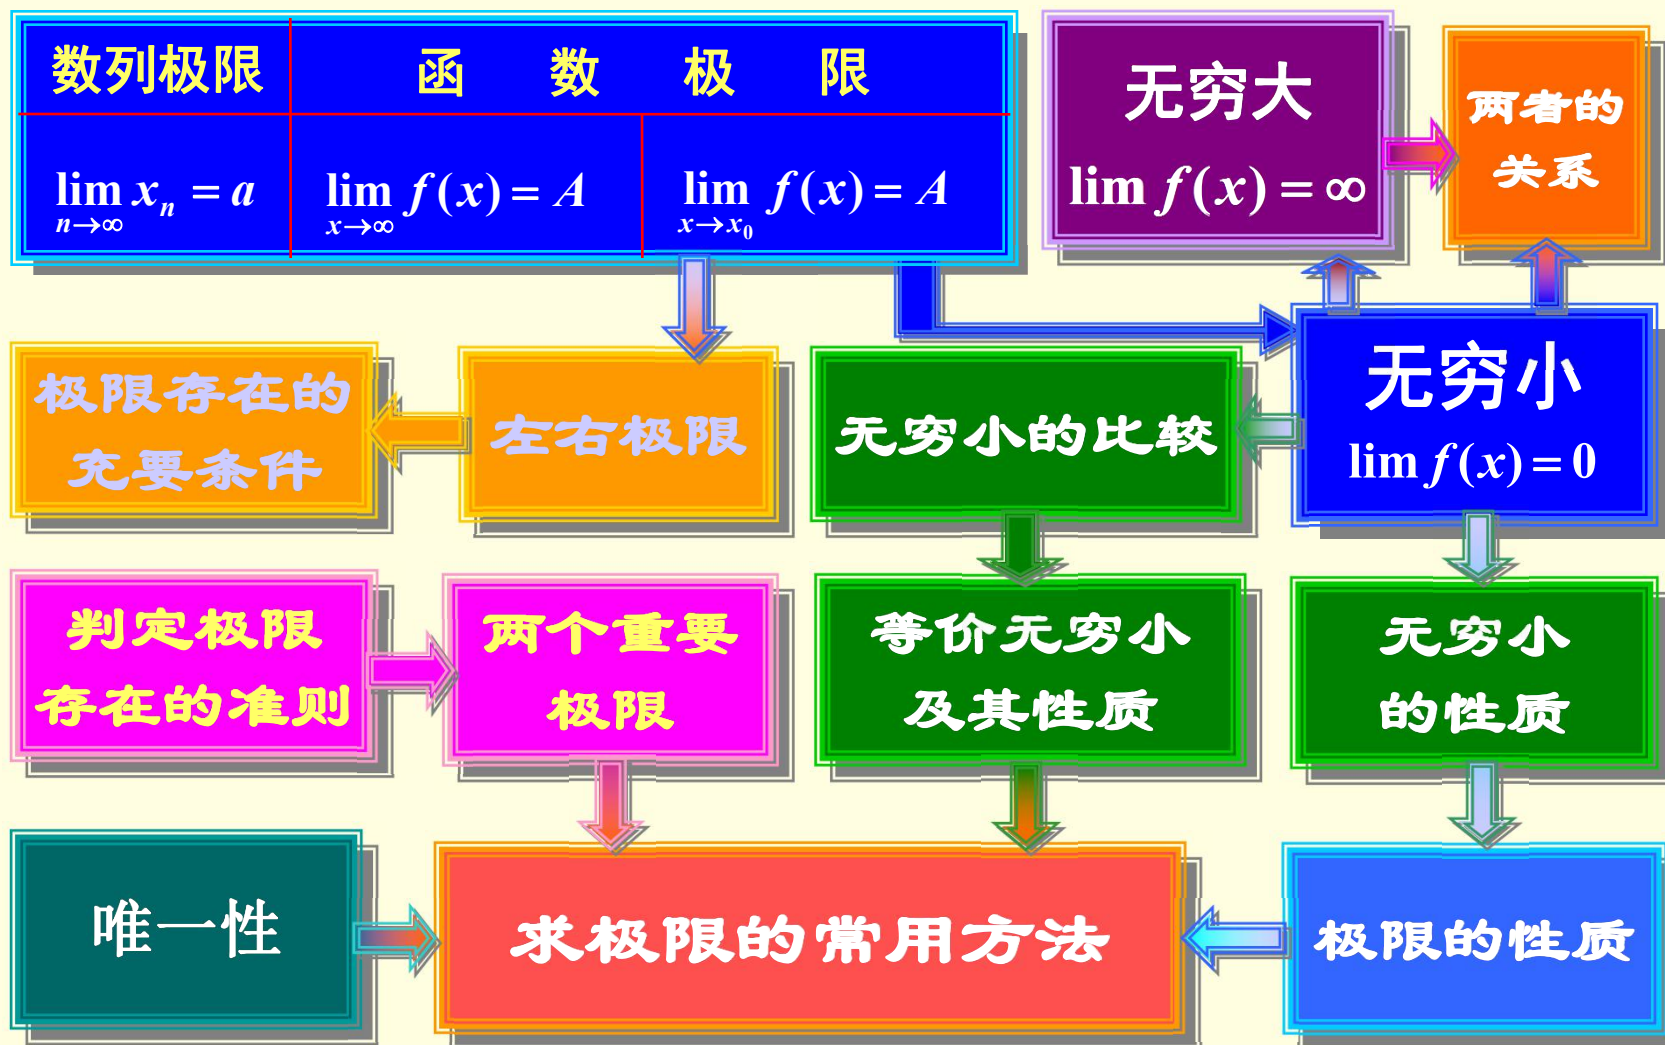 数列极限
函 数 极 限
lim_{n→∞} x_n = a
lim_{x→∞} f(x) = A
lim_{x→x_0} f(x) = A
无穷大
lim f(x) = ∞
两者的
关系
极限存在的
充要条件
左右极限
无穷小的比较
无穷小
lim f(x) = 0
判定极限
存在的准则
两个重要
极限
等价无穷小
及其性质
无穷小
的性质
唯一性
求极限的常用方法
极限的性质